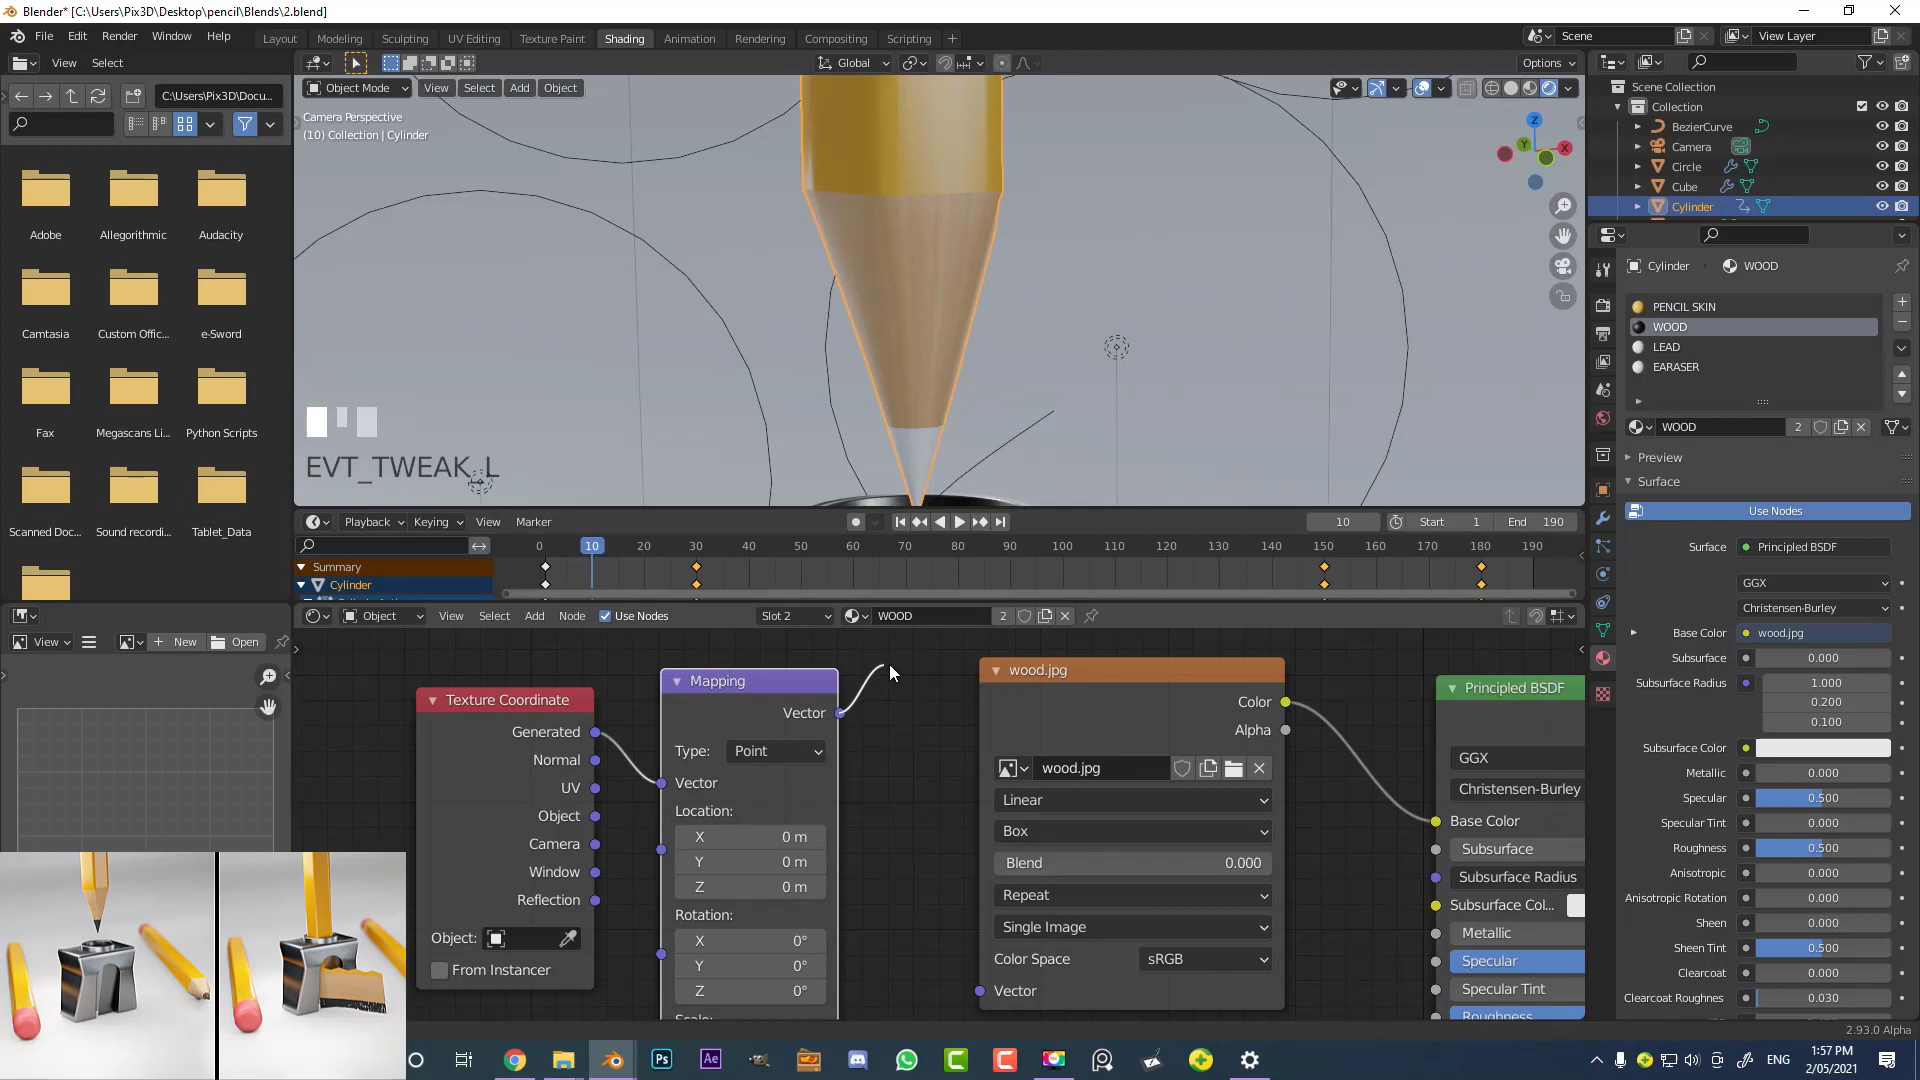 Blender* [C:\Users\Pix3D\Desktop\pencil\Blends\2.blend]
File Edit Render Window Help
Layout Modeling Sculpting UV Editing Texture Paint Shading Animation Rendering Compositing Scripting
Scene
View Layer
View Select
Global
Options
C:\Users\Pix3D\Docu...
Object Mode View Select Add Object
Camera Perspective
(10) Collection | Cylinder
EVT_TWEAK_L
Adobe Allegorithmic Audacity
Camtasia Custom Offic... e-Sword
Fax Megascans Li... Python Scripts
Scanned Doc... Sound recordi... Tablet_Data
Scene Collection
Collection
BezierCurve
Camera
Circle
Cube
Cylinder
Z
Y
X
Cylinder WOOD
PENCIL SKIN
WOOD
LEAD
EARASER
WOOD 2
Preview
Surface
Use Nodes
Surface Principled BSDF
GGX
Christensen-Burley
Base Color wood.jpg
Subsurface 0.000
Subsurface Radius 1.000
0.200
0.100
Subsurface Color
Metallic 0.000
Specular 0.500
Specular Tint 0.000
Roughness 0.500
Anisotropic 0.000
Anisotropic Rotation 0.000
Sheen 0.000
Sheen Tint 0.500
Clearcoat 0.000
Clearcoat Roughnes 0.030
Playback Keying View Marker
10 Start 1 End 190
0 10 20 30 40 50 60 70 80 90 100 110 120 130 140 150 160 170 180 190
Summary
Cylinder
Object View Select Add Node Use Nodes Slot 2 WOOD 2
View New Open
Texture Coordinate
Generated
Normal
UV
Object
Camera
Window
Reflection
Object:
From Instancer
Mapping
Vector
Type: Point
Vector
Location:
X 0 m
Y 0 m
Z 0 m
Rotation:
X 0°
Y 0°
Z 0°
wood.jpg
Color
Alpha
wood.jpg
Linear
Box
Blend 0.000
Repeat
Single Image
Color Space sRGB
Vector
Principled BSDF
GGX
Christensen-Burley
Base Color
Subsurface
Subsurface Radius
Subsurface Col...
Metallic
Specular
Specular Tint
Roughness
2.93.0 Alpha
Ps
Ae
ENG
1:57 PM
2/05/2021